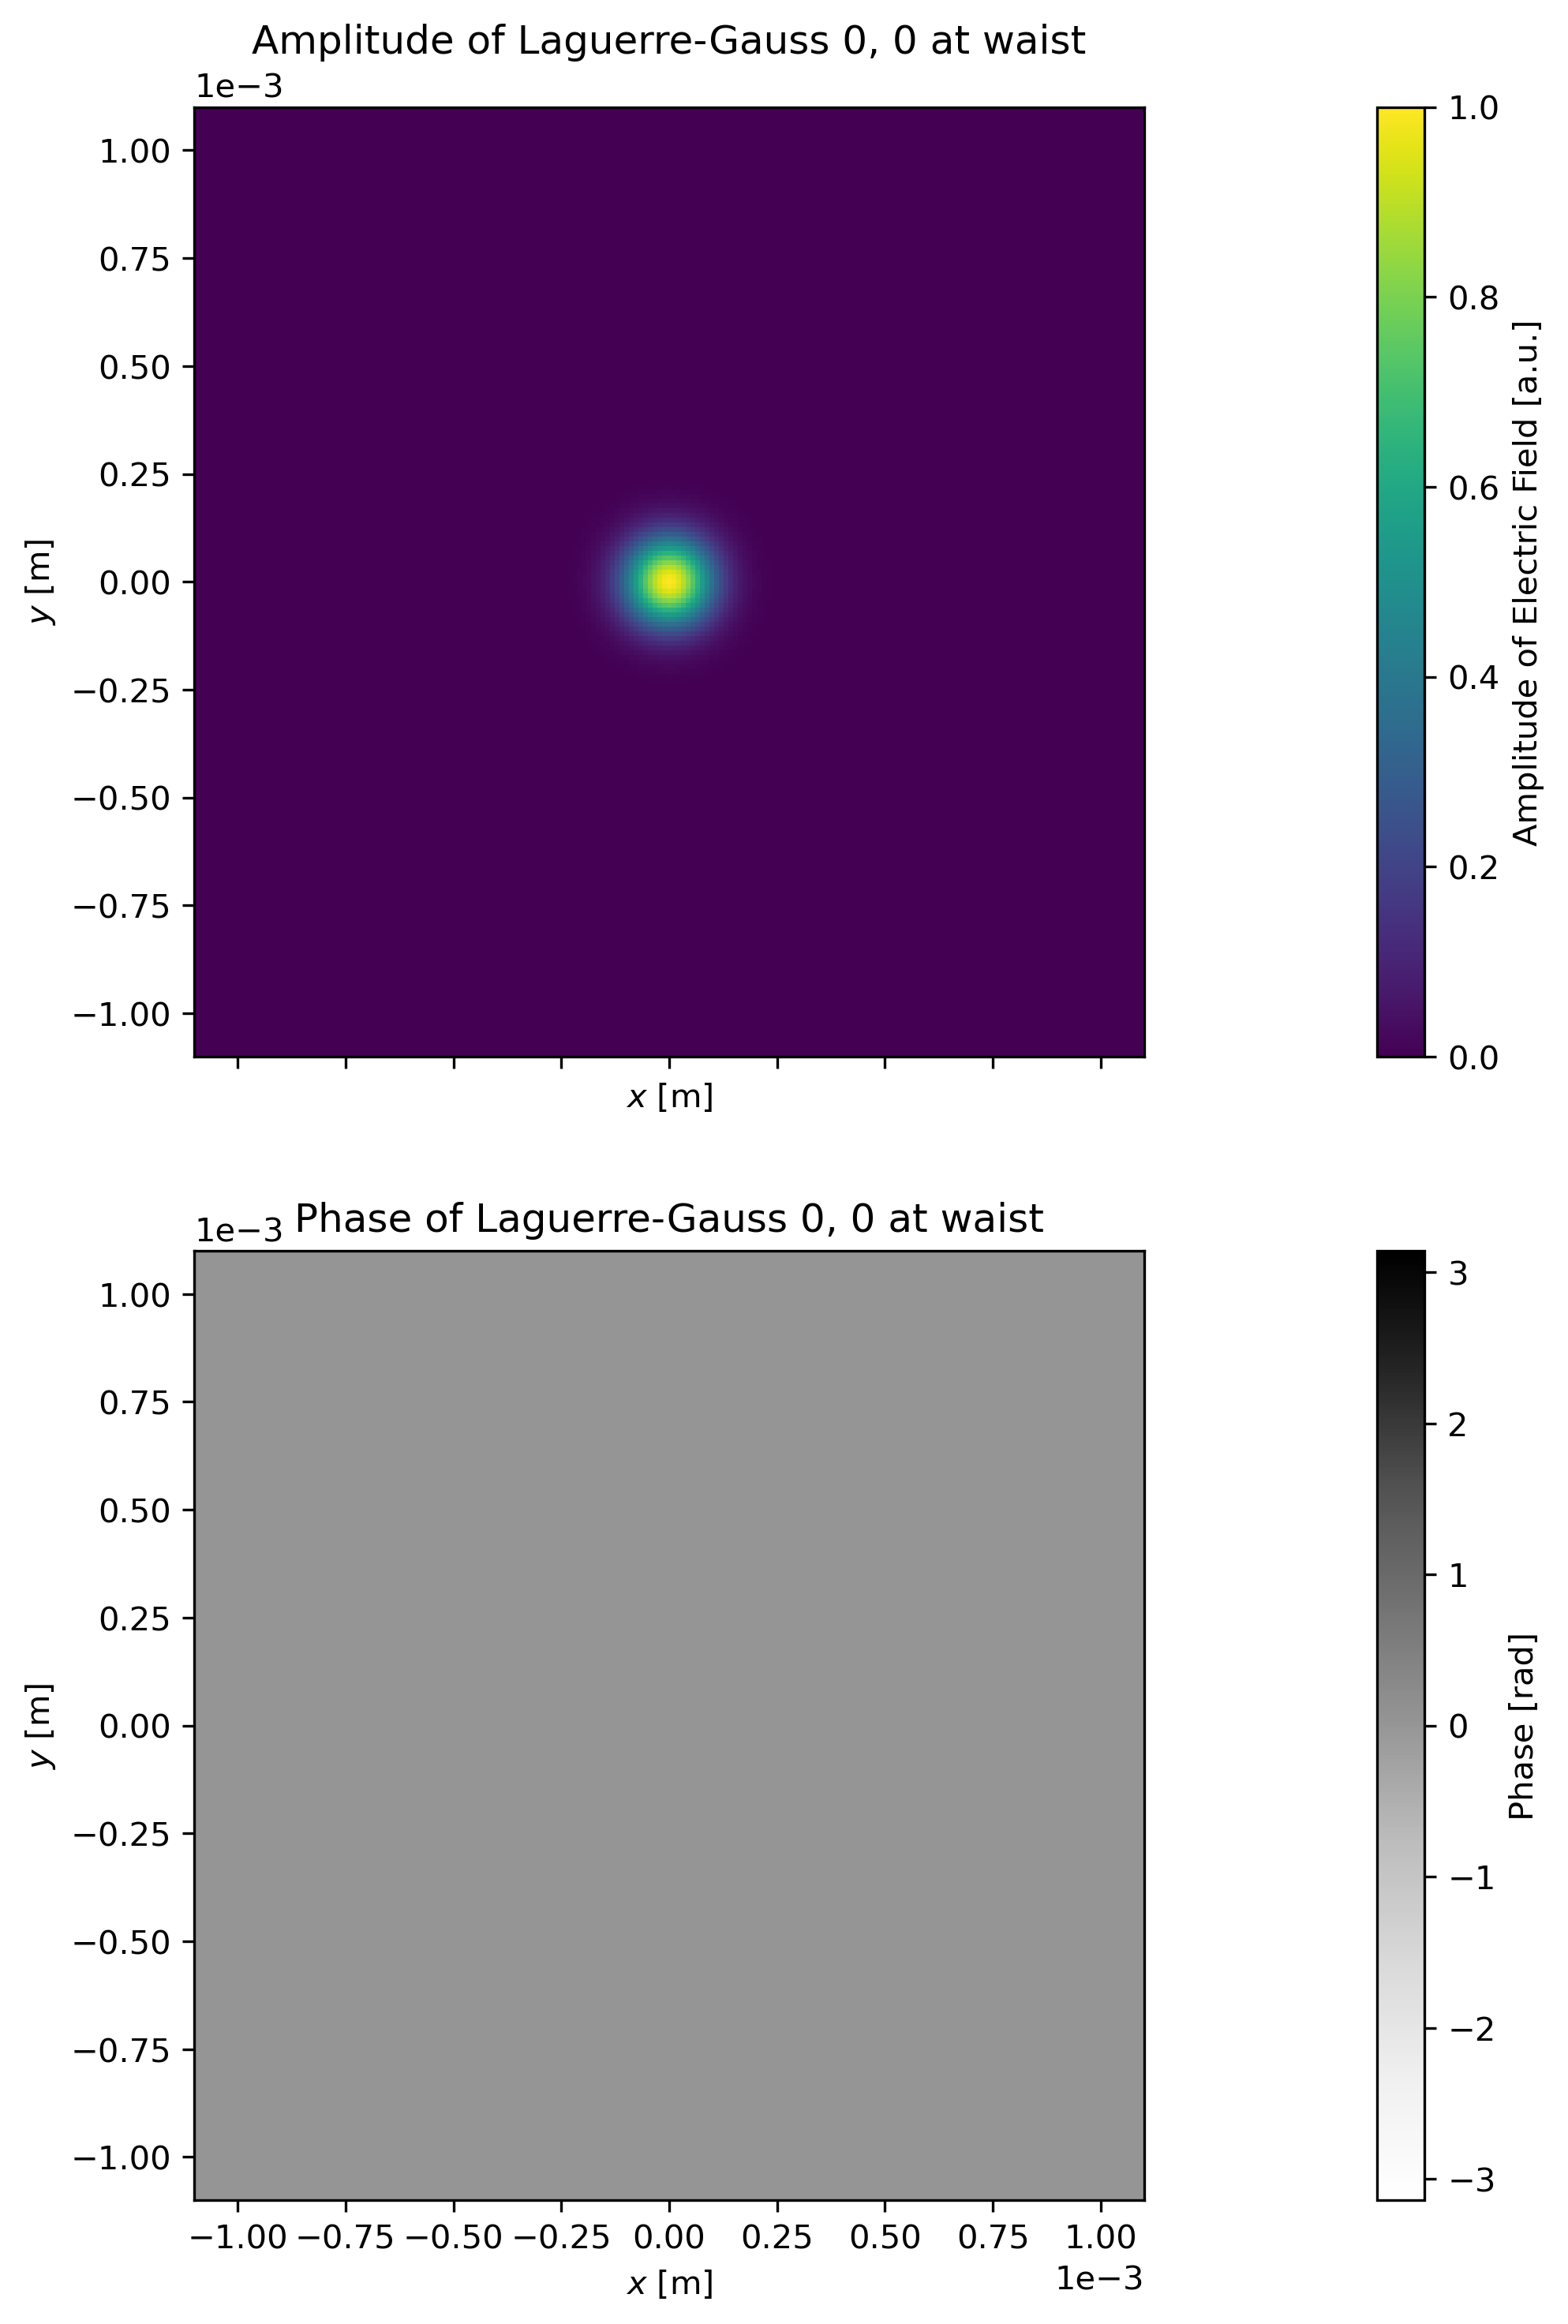 Amplitude of Laguerre-Gauss 0, 0 at waist
1e−3
1.00
0.75
0.50
0.25
0.00
−0.25
−0.50
−0.75
−1.00
y [m]
x [m]
1.0
0.8
0.6
0.4
0.2
0.0
Amplitude of Electric Field [a.u.]
1e−3 Phase of Laguerre-Gauss 0, 0 at waist
1.00
0.75
0.50
0.25
0.00
−0.25
−0.50
−0.75
−1.00
y [m]
−1.00 −0.75 −0.50 −0.25 0.00 0.25 0.50 0.75 1.00
x [m]
1e−3
3
2
1
0
−1
−2
−3
Phase [rad]